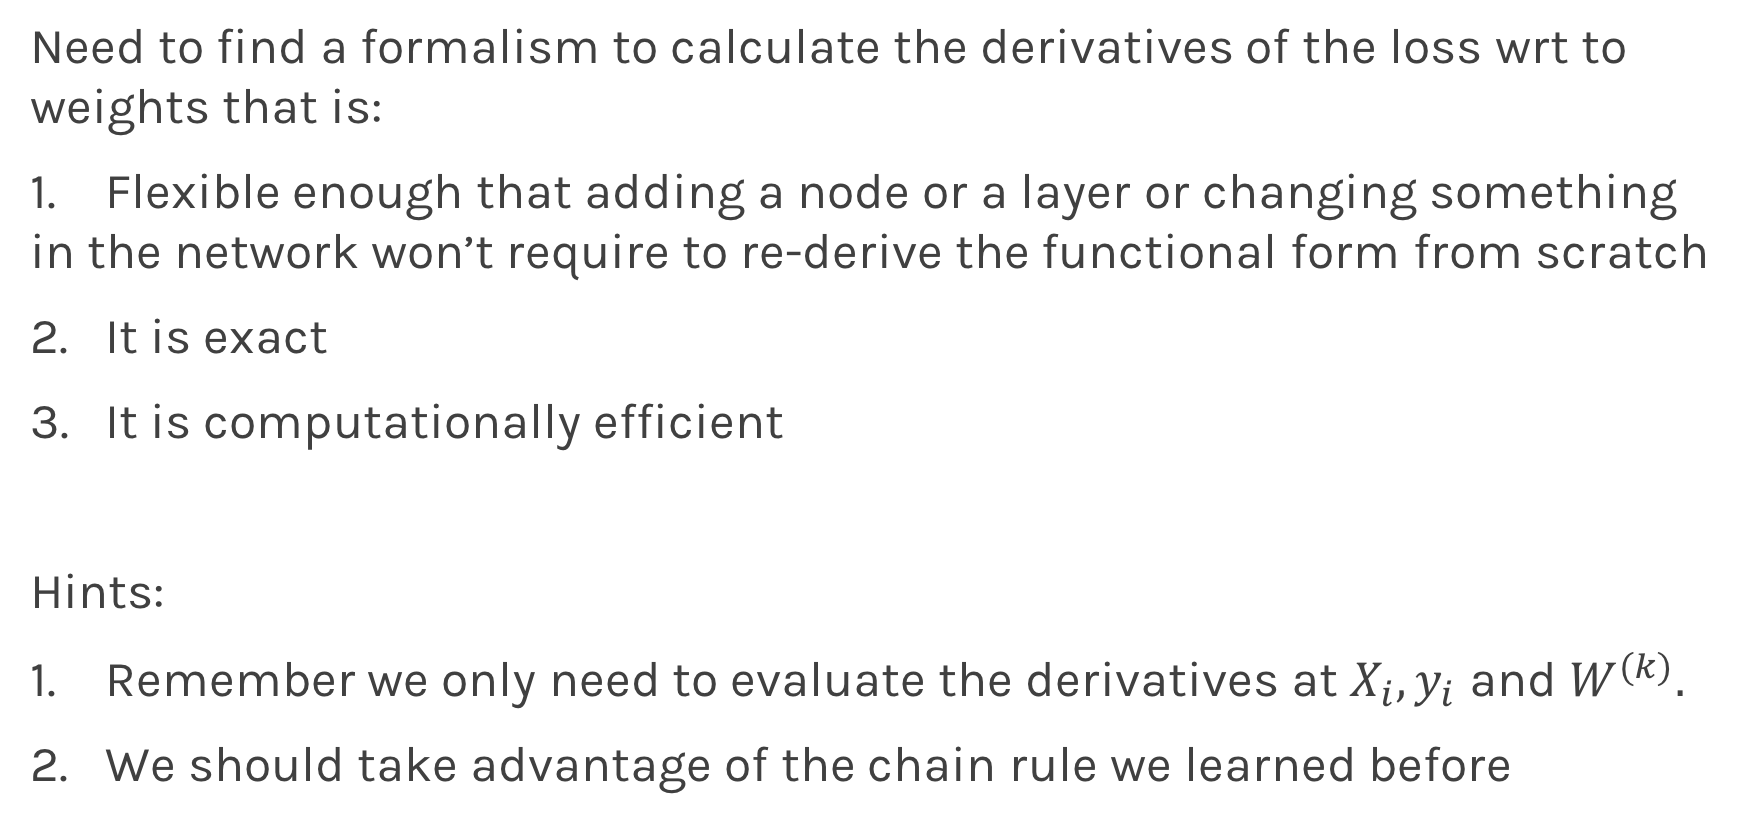 Need to find a formalism to calculate the derivatives of the loss wrt to
weights that is:
1. Flexible enough that adding a node or a layer or changing something
in the network won’t require to re-derive the functional form from scratch
2. It is exact
3. It is computationally efficient
Hints:
1. Remember we only need to evaluate the derivatives at $X_i, y_i$ and $W^{(k)}$.
2. We should take advantage of the chain rule we learned before